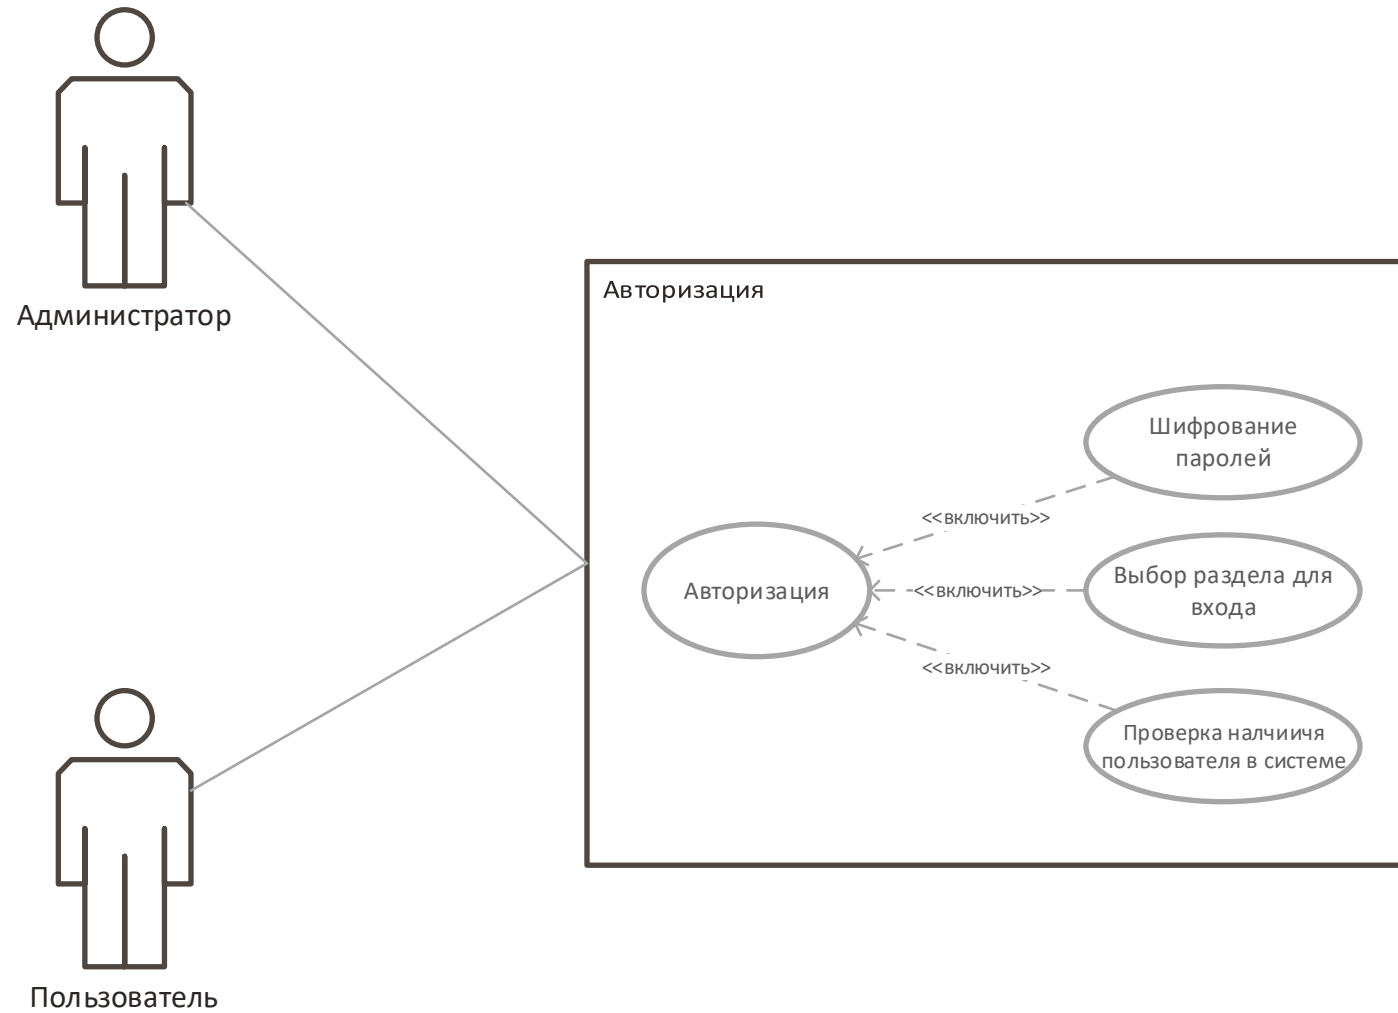 Администратор
Авторизация
Шифрование
паролей
<<включить>>
Авторизация
<<включить>>
Выбор раздела для
входа
<<включить>>
Проверка налчиичя
пользователя в системе
Пользователь